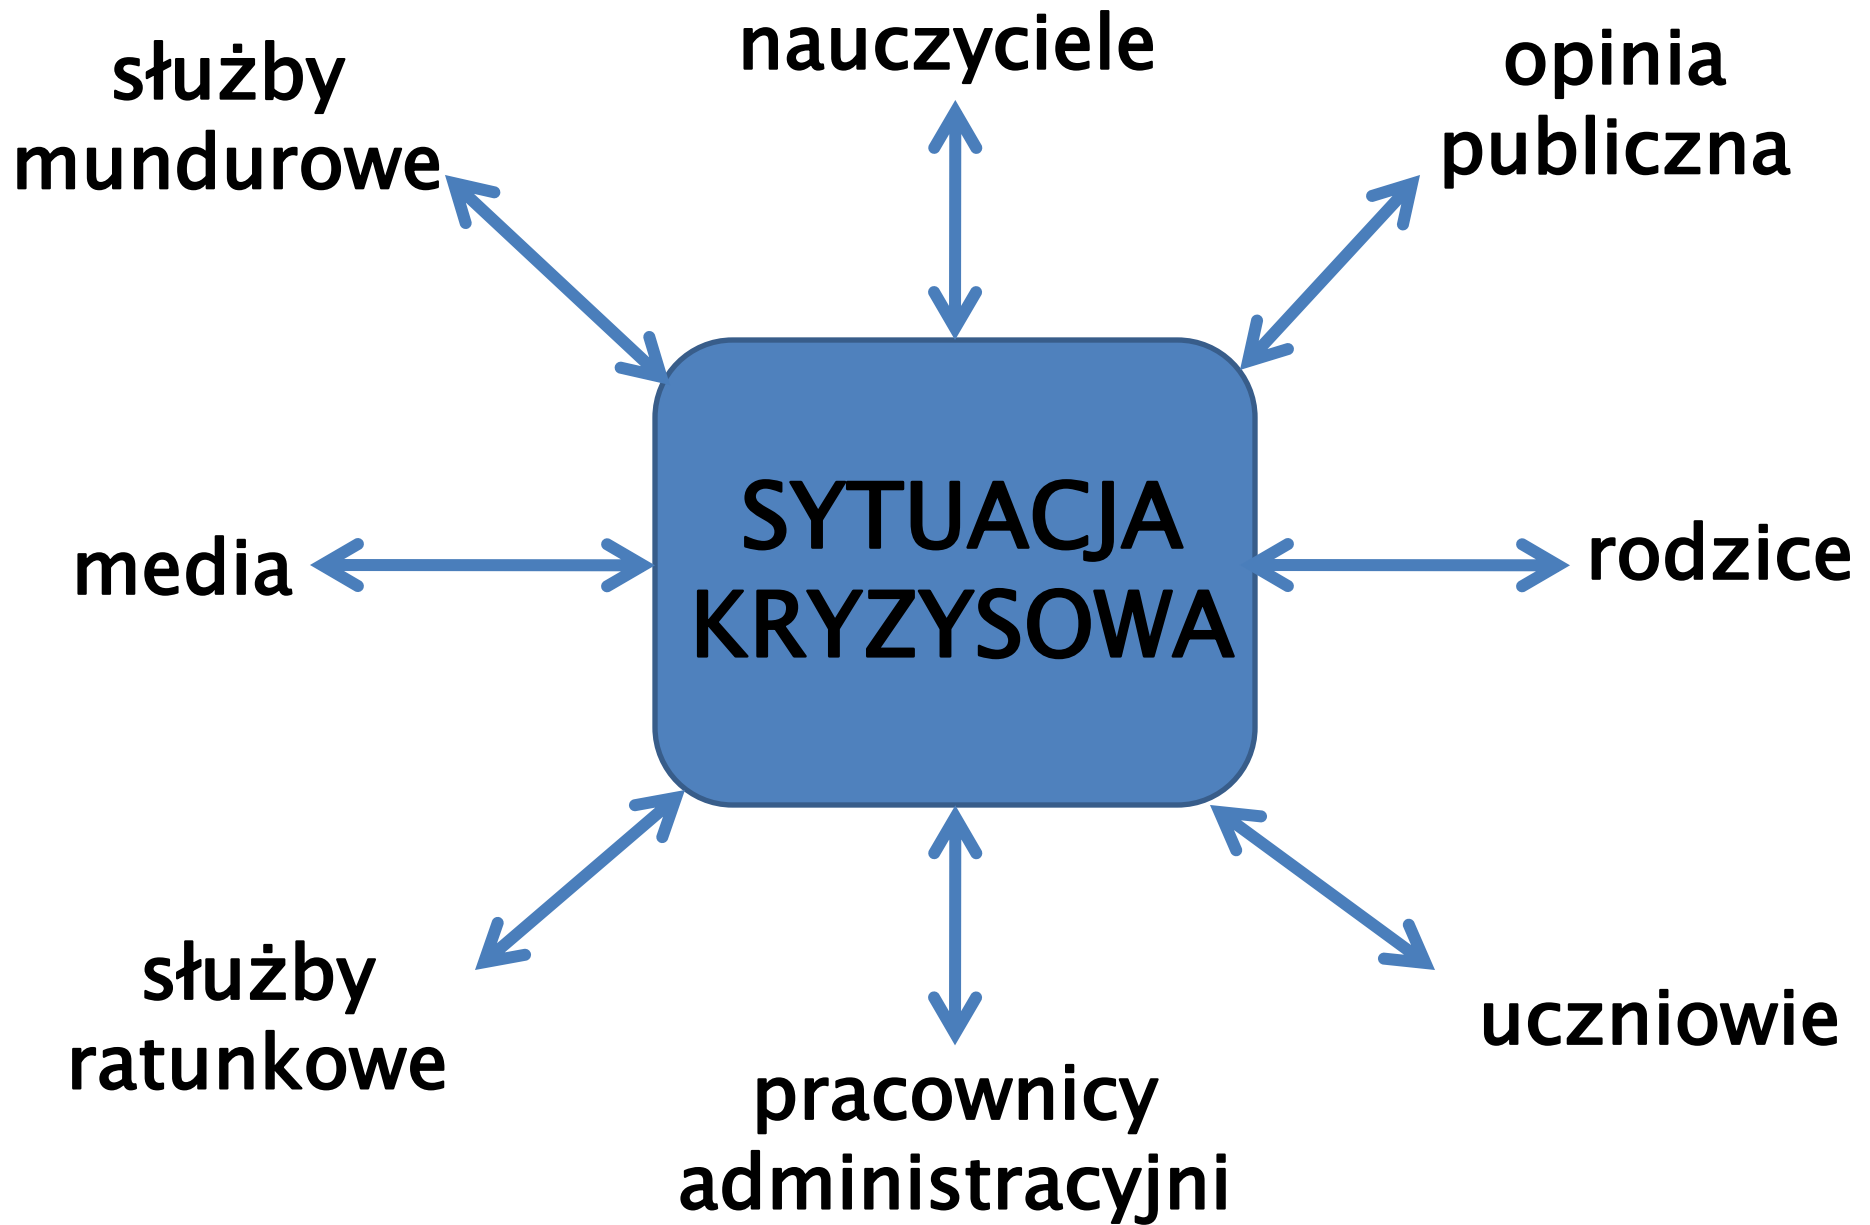 nauczyciele
służby
mundurowe
opinia
publiczna
SYTUACJA
KRYZYSOWA
media
rodzice
służby
ratunkowe
uczniowie
pracownicy
administracyjni